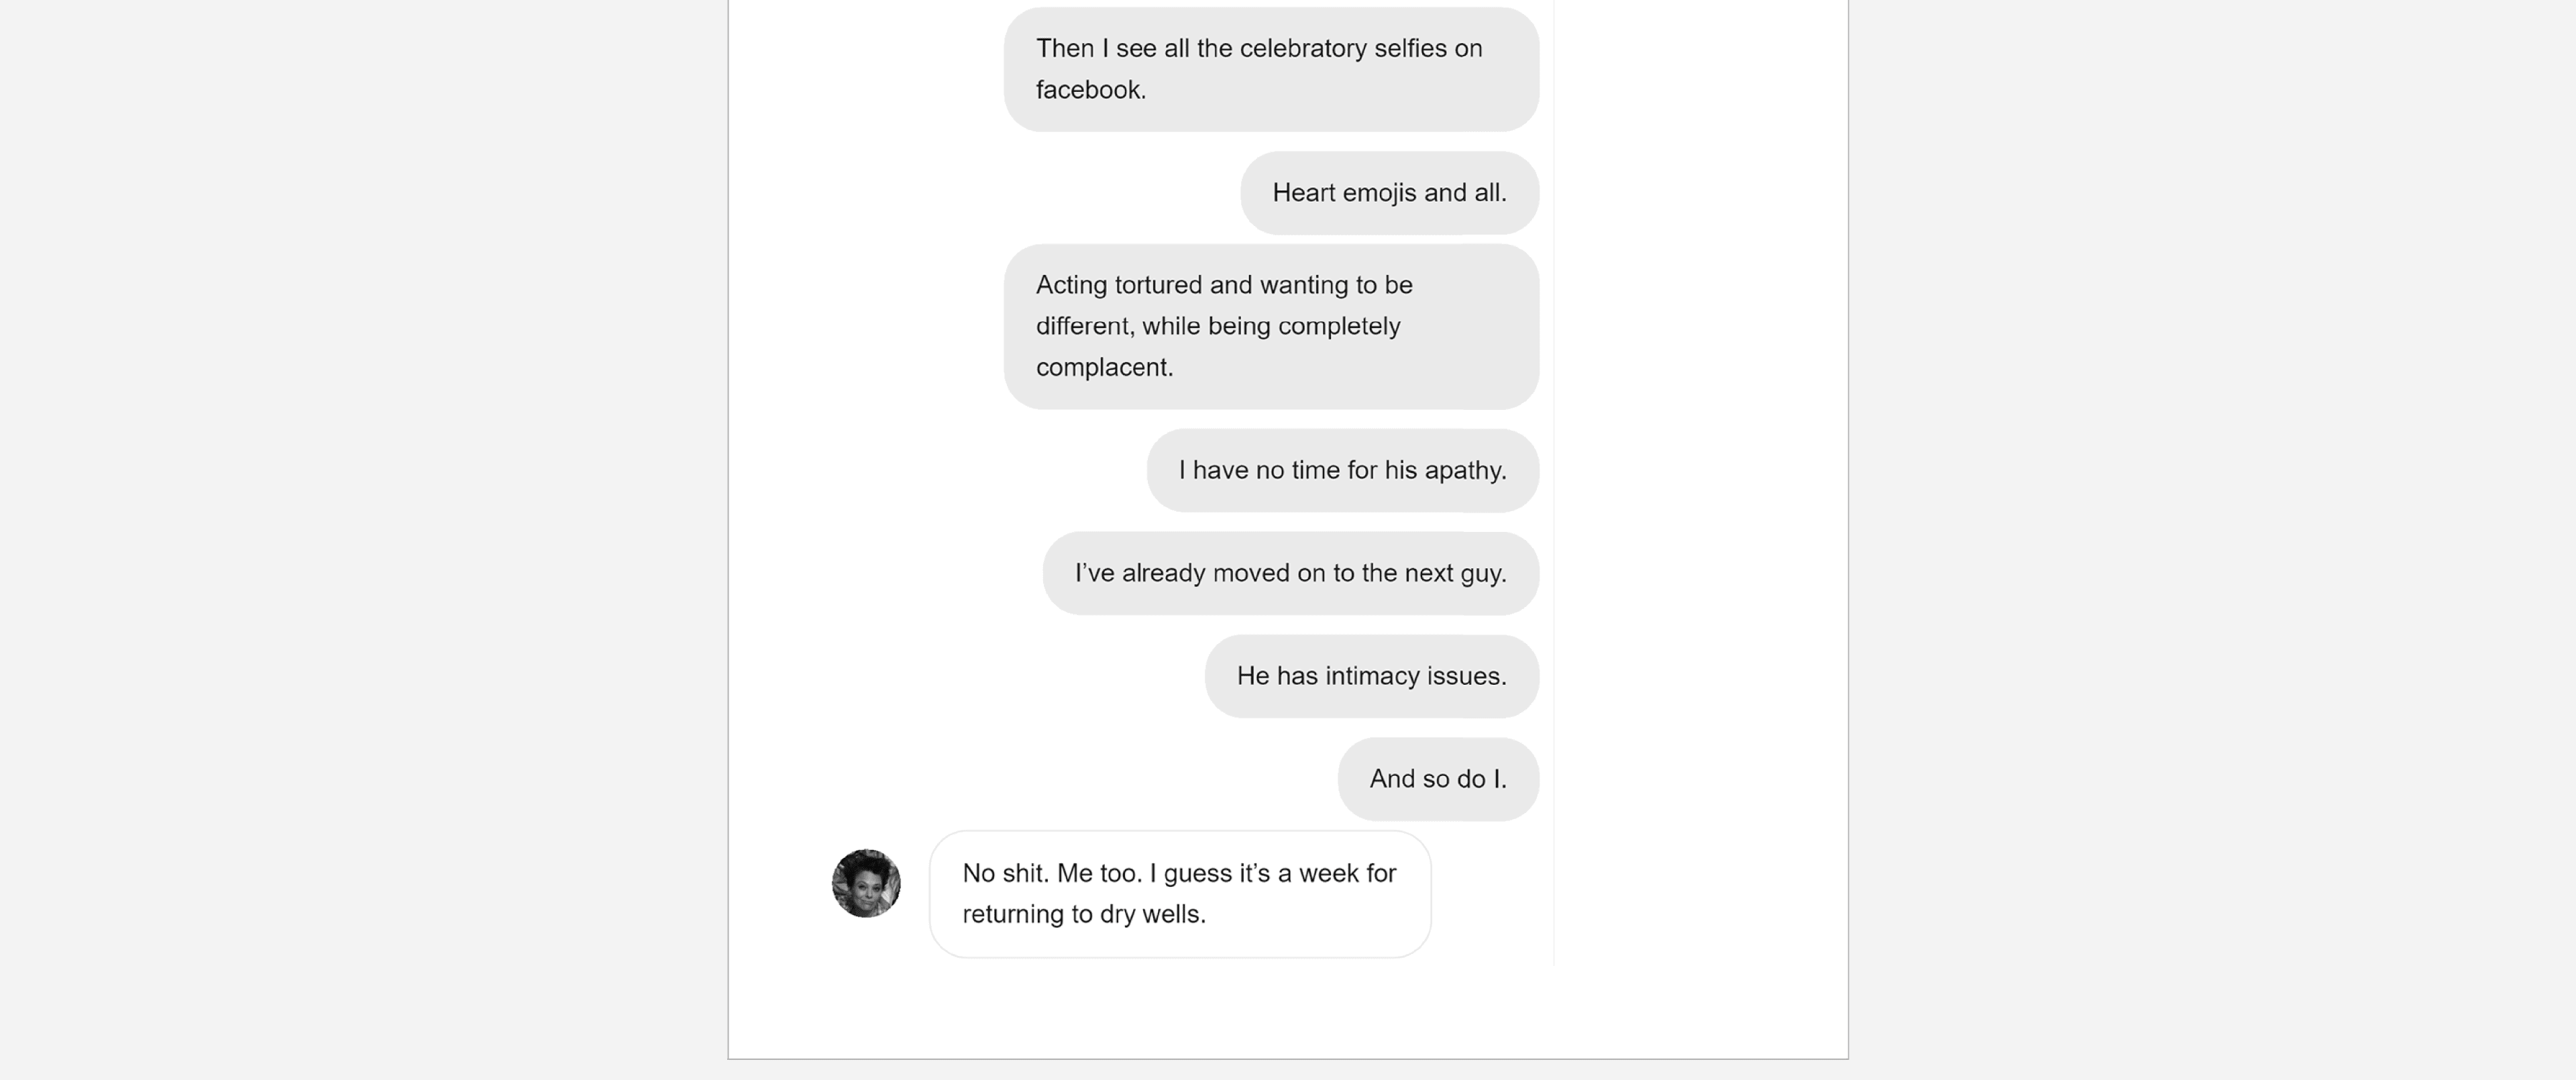 Then I see all the celebratory selfies on
facebook.
Heart emojis and all.
Acting tortured and wanting to be
different, while being completely
complacent.
I have no time for his apathy.
I’ve already moved on to the next guy.
He has intimacy issues.
And so do I.
No shit. Me too. I guess it’s a week for
returning to dry wells.